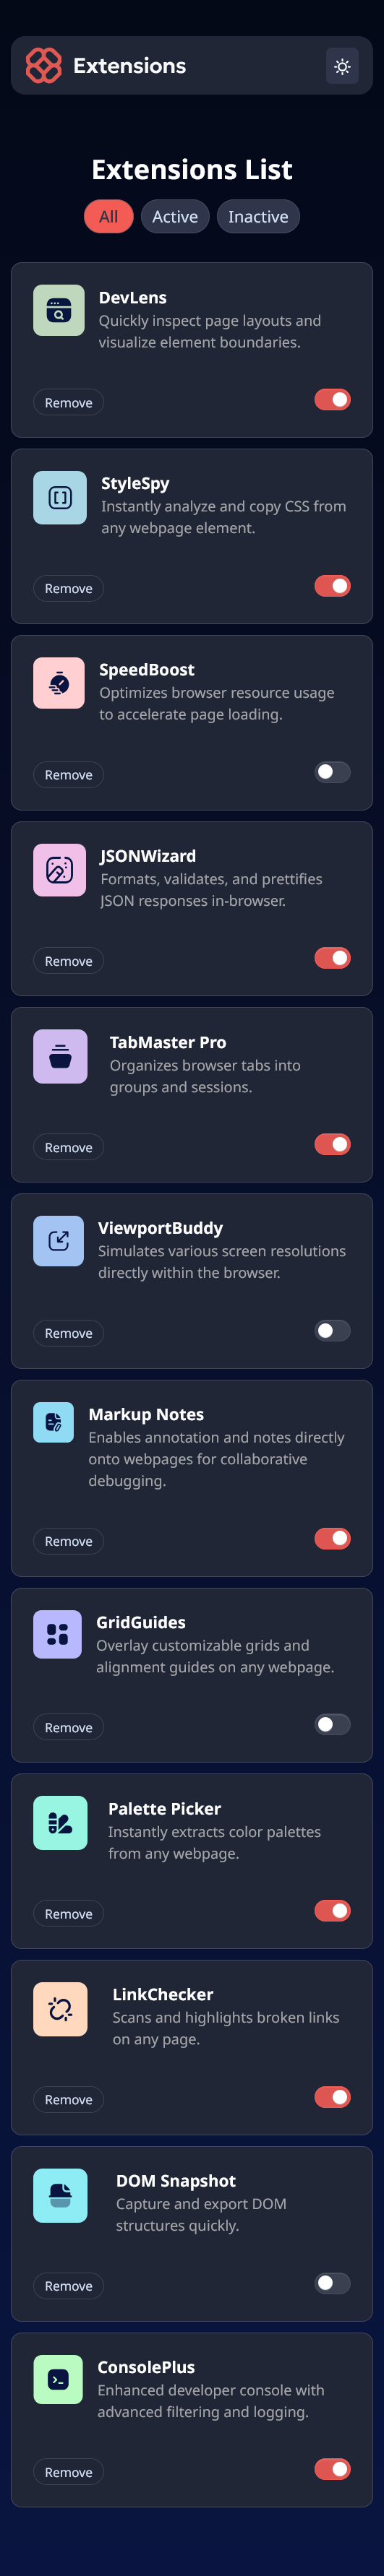 Extensions
Extensions List
All Active Inactive
DevLens
Quickly inspect page layouts and
visualize element boundaries.
Remove
StyleSpy
Instantly analyze and copy CSS from
any webpage element.
Remove
SpeedBoost
Optimizes browser resource usage
to accelerate page loading.
Remove
JSONWizard
Formats, validates, and prettifies
JSON responses in-browser.
Remove
TabMaster Pro
Organizes browser tabs into
groups and sessions.
Remove
ViewportBuddy
Simulates various screen resolutions
directly within the browser.
Remove
Markup Notes
Enables annotation and notes directly
onto webpages for collaborative
debugging.
Remove
GridGuides
Overlay customizable grids and
alignment guides on any webpage.
Remove
Palette Picker
Instantly extracts color palettes
from any webpage.
Remove
LinkChecker
Scans and highlights broken links
on any page.
Remove
DOM Snapshot
Capture and export DOM
structures quickly.
Remove
ConsolePlus
Enhanced developer console with
advanced filtering and logging.
Remove